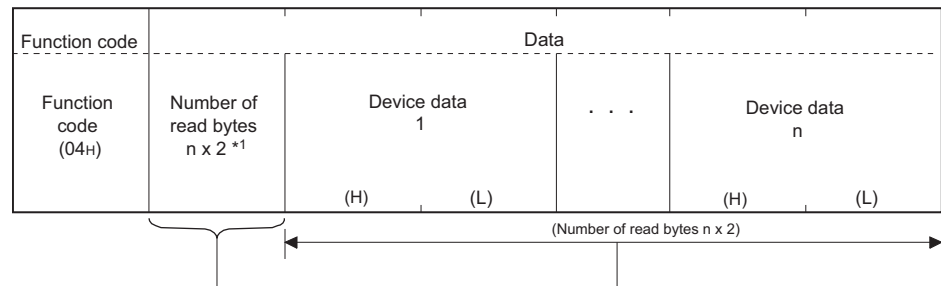 Function code
Data
Function
code
(04H)
Number of
read bytes
n x 2 *1
Device data
1
. . .
Device data
n
(H)
(L)
(H)
(L)
(Number of read bytes n x 2)